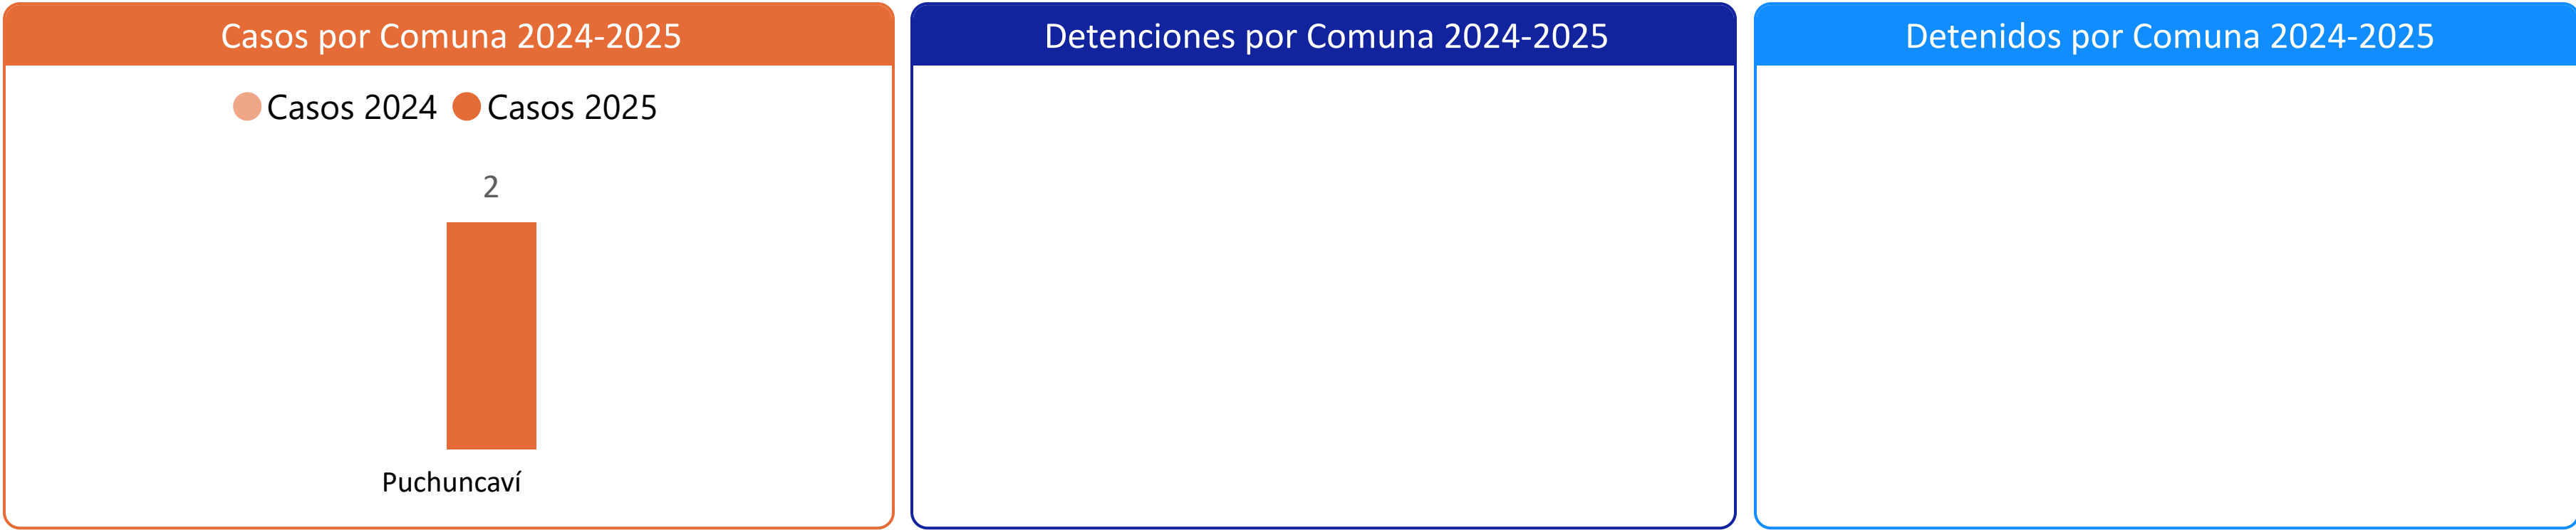 Casos por Comuna 2024-2025
Casos 2024 Casos 2025
2
Puchuncaví
Detenciones por Comuna 2024-2025
Detenidos por Comuna 2024-2025